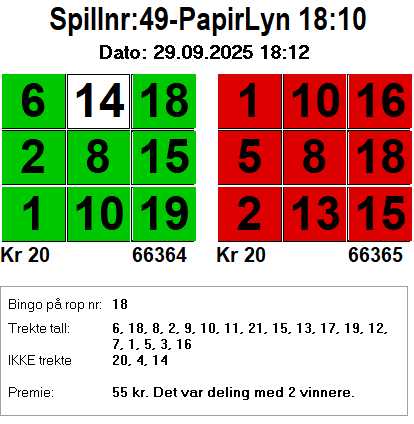 Spillnr:49-PapirLyn 18:10
Dato: 29.09.2025 18:12
6 14 18 1 10 16
2 8 15 5 8 18
1 10 19 2 13 15
Kr 20 66364 Kr 20 66365
Bingo på rop nr: 18
Trekte tall: 6, 18, 8, 2, 9, 10, 11, 21, 15, 13, 17, 19, 12,
7, 1, 5, 3, 16
IKKE trekte 20, 4, 14
Premie: 55 kr. Det var deling med 2 vinnere.